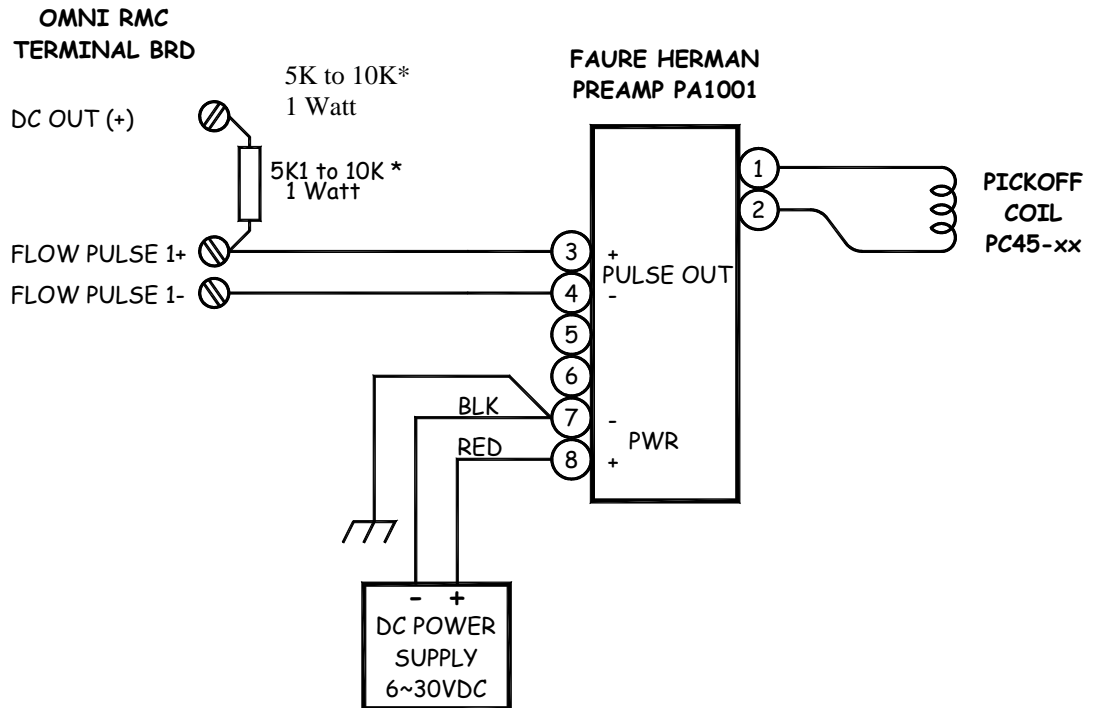 OMNI RMC
TERMINAL BRD
5K to 10K*
1 Watt
DC OUT (+)
5K1 to 10K *
1 Watt
FLOW PULSE 1+
FLOW PULSE 1-
FAURE HERMAN
PREAMP PA1001
1
2
3
+
PULSE OUT
4
-
5
6
7
-
PWR
8
+
PICKOFF
COIL
PC45-xx
BLK
RED
- +
DC POWER
SUPPLY
6~30VDC